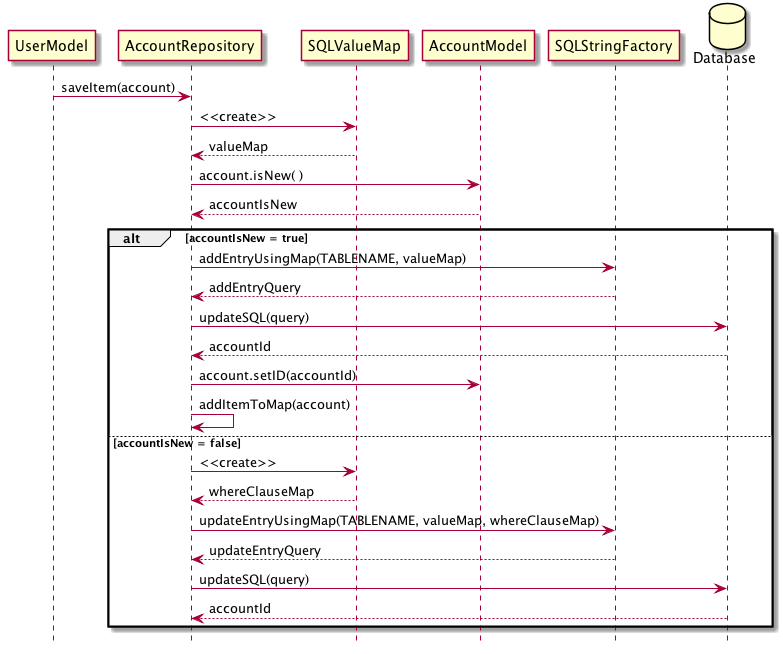 UserModel
AccountRepository
SQLValueMap
AccountModel
SQLStringFactory
Database
saveItem(account)
<<create>>
valueMap
account.isNew( )
accountIsNew
alt
[accountIsNew = true]
addEntryUsingMap(TABLENAME, valueMap)
addEntryQuery
updateSQL(query)
accountId
account.setID(accountId)
addItemToMap(account)
[accountIsNew = false]
<<create>>
whereClauseMap
updateEntryUsingMap(TABLENAME, valueMap, whereClauseMap)
updateEntryQuery
updateSQL(query)
accountId